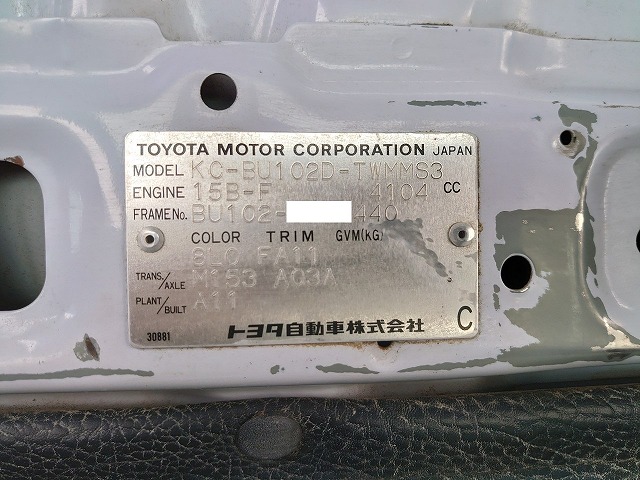 TOYOTA MOTOR CORPORATION JAPAN
MODEL KC-BU102D-TWMMS3
ENGINE 15B-F 4104 CC
FRAME No. BU102- 440
COLOR TRIM GVM(KG)
8L0 FA11
TRANS./AXLE M153 A03A
PLANT/BUILT A11
トヨタ自動車株式会社 C
30881